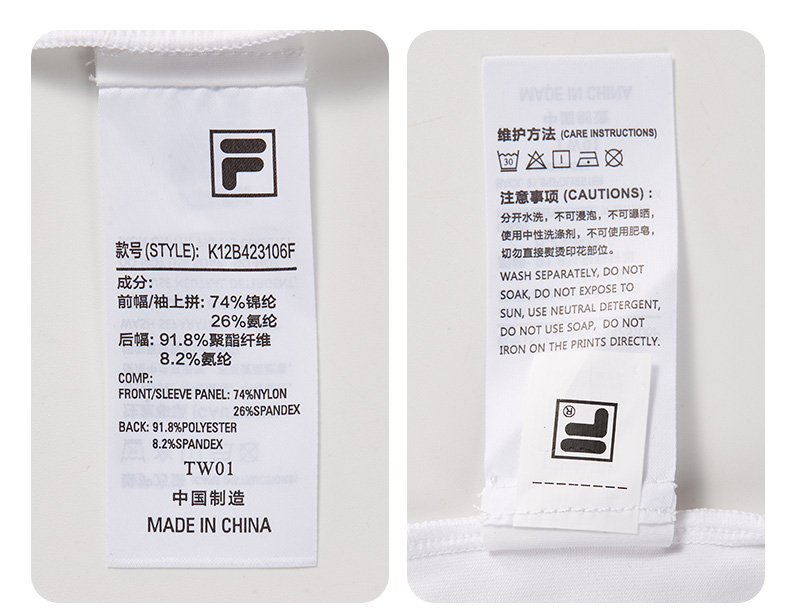 款号(STYLE): K12B423106F
成分:
前幅/袖上拼: 74%锦纶
26%氨纶
后幅: 91.8%聚酯纤维
8.2%氨纶
COMP.:
FRONT/SLEEVE PANEL: 74%NYLON
26%SPANDEX
BACK: 91.8%POLYESTER
8.2%SPANDEX
TW01
中国制造
MADE IN CHINA
维护方法 (CARE INSTRUCTIONS)
30
注意事项 (CAUTIONS) :
分开水洗，不可浸泡，不可曝晒，
使用中性洗涤剂，不可使用肥皂，
切勿直接熨烫印花部位。
WASH SEPARATELY, DO NOT
SOAK, DO NOT EXPOSE TO
SUN, USE NEUTRAL DETERGENT,
DO NOT USE SOAP, DO NOT
IRON ON THE PRINTS DIRECTLY.
®